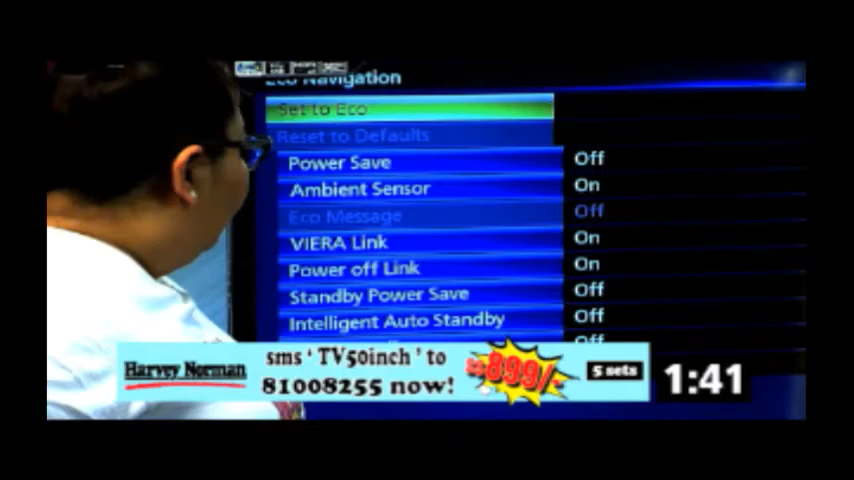 Eco Navigation
Set to Eco
Reset to Defaults
Power Save Off
Ambient Sensor On
Eco Message Off
VIERA Link On
Power off Link On
Standby Power Save Off
Intelligent Auto Standby Off
Off
Harvey Norman
sms ' TV50inch ' to
81008255 now!
899/-
5 sets
1:41